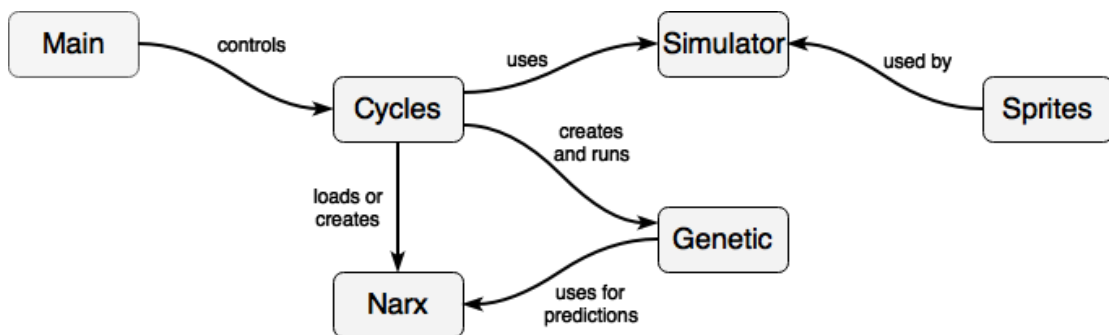 Main
controls
Cycles
uses
Simulator
used by
Sprites
creates
and runs
loads or
creates
Genetic
Narx
uses for
predictions